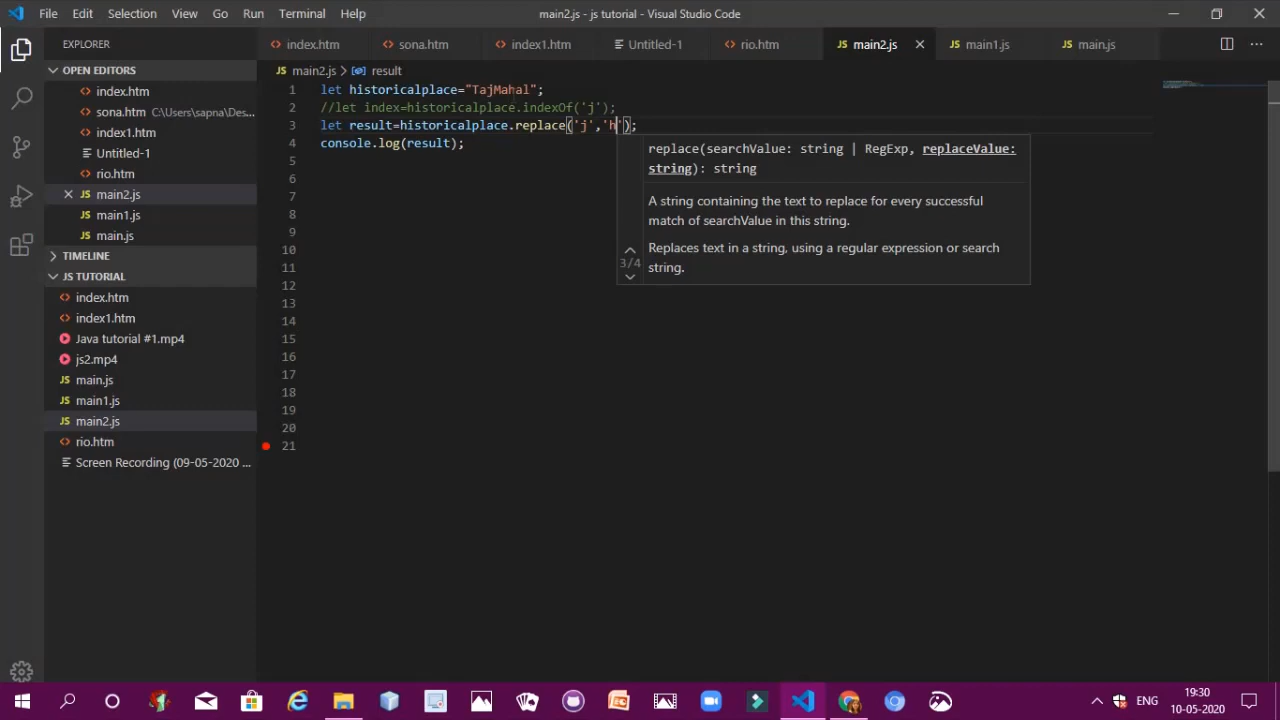 File Edit Selection View Go Run Terminal Help
main2.js - js tutorial - Visual Studio Code
EXPLORER
OPEN EDITORS
index.htm
sona.htm C:\Users\sapna\Des...
index1.htm
Untitled-1
rio.htm
main2.js
main1.js
main.js
TIMELINE
JS TUTORIAL
index.htm
index1.htm
Java tutorial #1.mp4
js2.mp4
main.js
main1.js
main2.js
rio.htm
Screen Recording (09-05-2020 ...
index.htm sona.htm index1.htm Untitled-1 rio.htm main2.js main1.js main.js
JS main2.js > result
1 let historicalplace="TajMahal";
2 //let index=historicalplace.indexOf('j');
3 let result=historicalplace.replace('j','h');
4 console.log(result);
5
6
7
8
9
10
11
12
13
14
15
16
17
18
19
20
21
replace(searchValue: string | RegExp, replaceValue:
string): string
A string containing the text to replace for every successful
match of searchValue in this string.
3/4
Replaces text in a string, using a regular expression or search
string.
ENG
19:30
10-05-2020